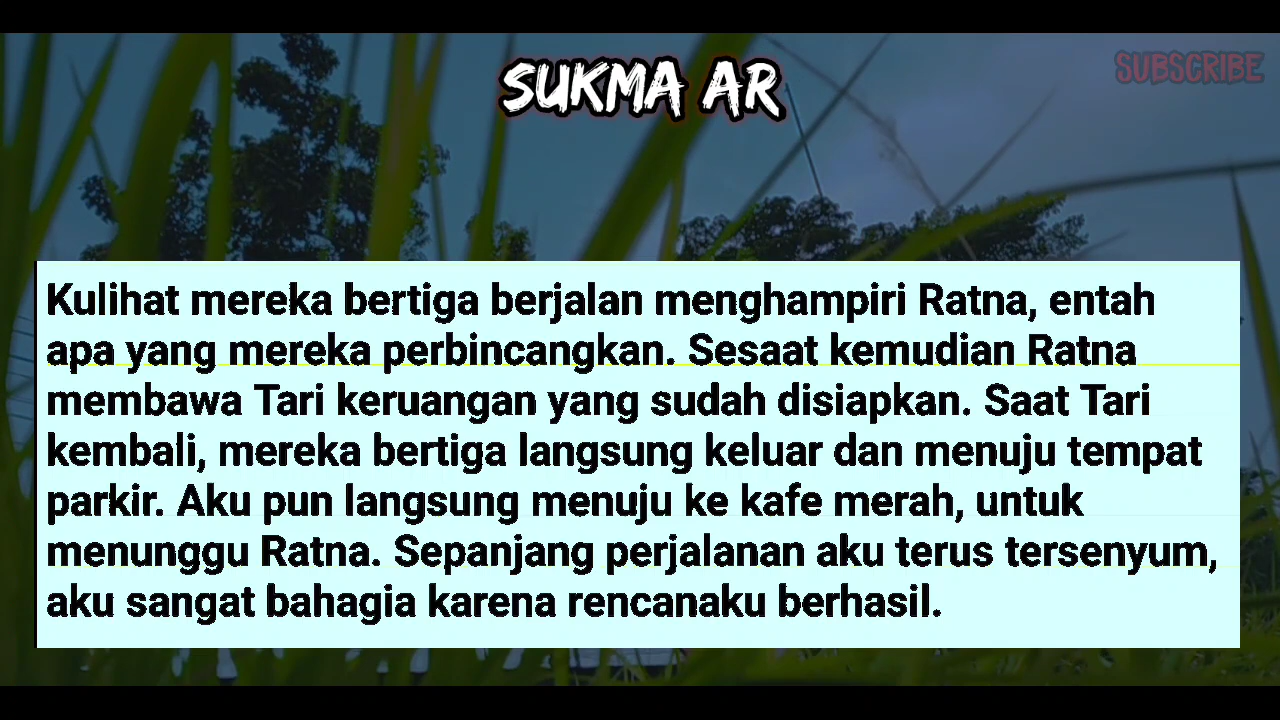 SUKMA AR
SUBSCRIBE
Kulihat mereka bertiga berjalan menghampiri Ratna, entah
apa yang mereka perbincangkan. Sesaat kemudian Ratna
membawa Tari keruangan yang sudah disiapkan. Saat Tari
kembali, mereka bertiga langsung keluar dan menuju tempat
parkir. Aku pun langsung menuju ke kafe merah, untuk
menunggu Ratna. Sepanjang perjalanan aku terus tersenyum,
aku sangat bahagia karena rencanaku berhasil.